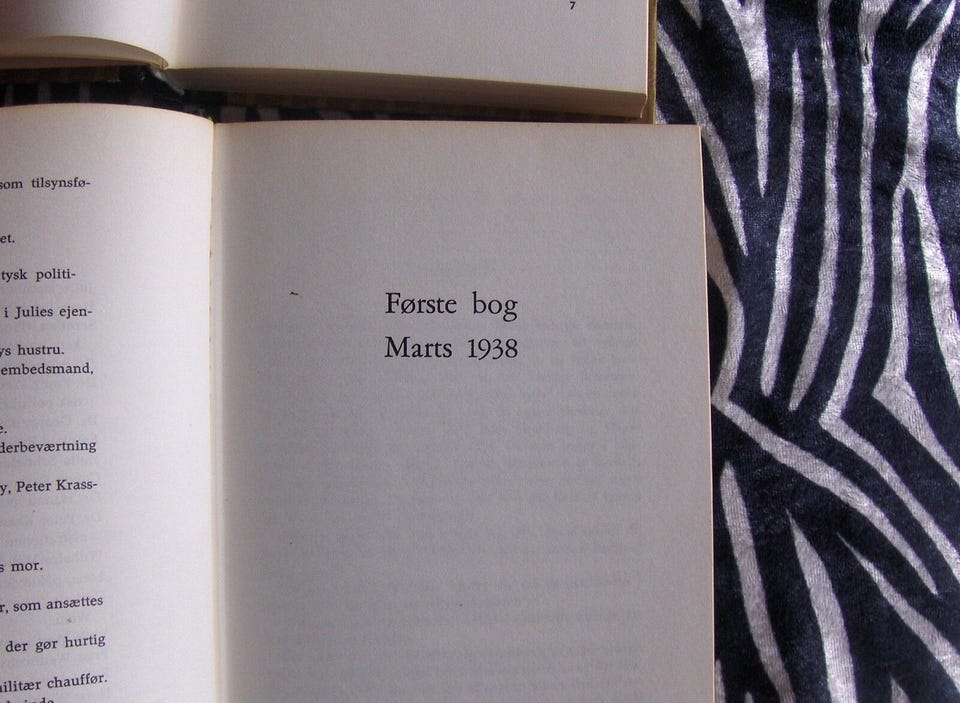 7
som tilsynsfø-
et.
tysk politi-
i Julies ejen-
ys hustru.
embedsmand,
e.
derbeværtning
y, Peter Krass-
s mor.
r, som ansættes
der gør hurtig
ilitær chauffør.
Første bog
Marts 1938